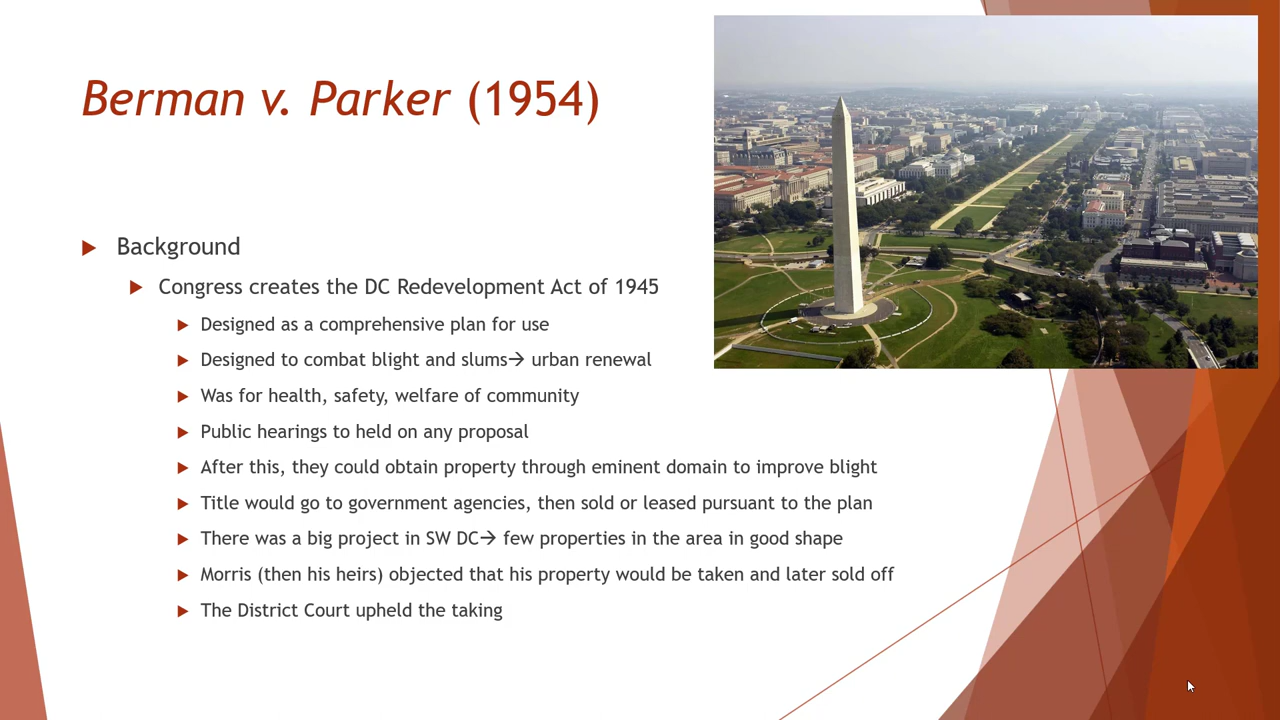 Berman v. Parker (1954)
Background
Congress creates the DC Redevelopment Act of 1945
Designed as a comprehensive plan for use
Designed to combat blight and slums→ urban renewal
Was for health, safety, welfare of community
Public hearings to held on any proposal
After this, they could obtain property through eminent domain to improve blight
Title would go to government agencies, then sold or leased pursuant to the plan
There was a big project in SW DC→ few properties in the area in good shape
Morris (then his heirs) objected that his property would be taken and later sold off
The District Court upheld the taking